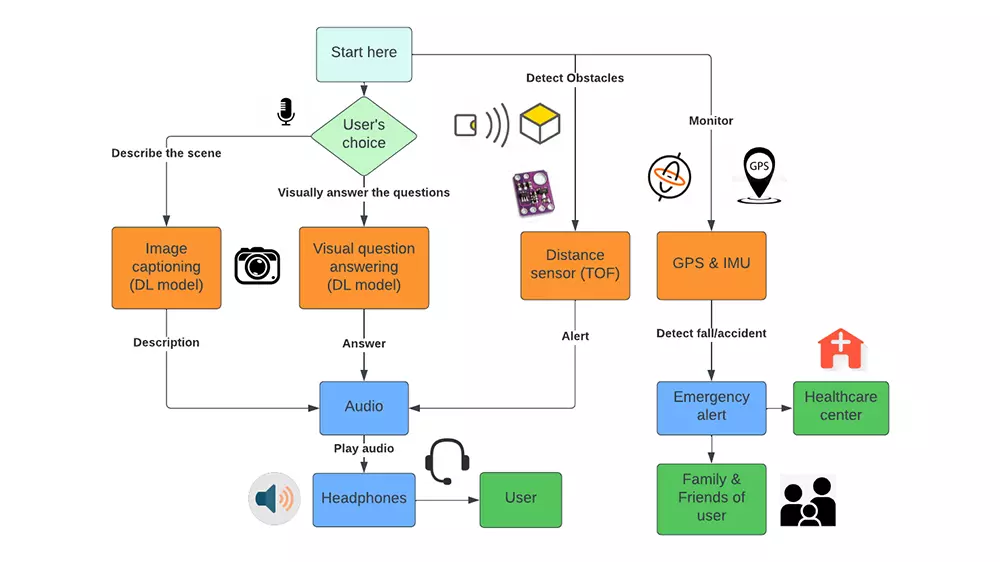 Start here
Detect Obstacles
User's
choice
Monitor
Describe the scene
GPS
Visually answer the questions
Image
captioning
(DL model)
Visual question
answering
(DL model)
Distance
sensor (TOF)
GPS & IMU
Description
Answer
Alert
Detect fall/accident
Audio
Emergency
alert
Healthcare
center
Play audio
Headphones
User
Family &
Friends of
user